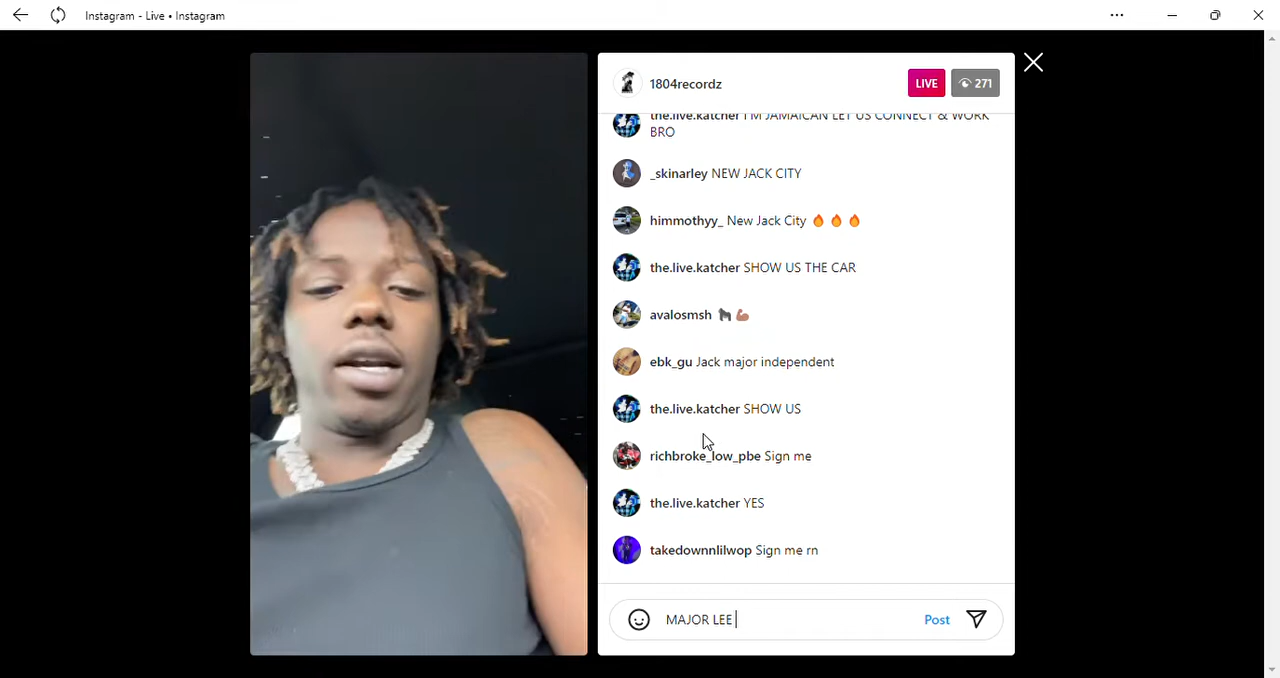 Instagram - Live • Instagram
1804recordz
LIVE
271
the.live.katcher I'M JAMAICAN LET US CONNECT & WORK
BRO
_skinarley NEW JACK CITY
himmothyy_ New Jack City 🔥 🔥 🔥
the.live.katcher SHOW US THE CAR
avalosmsh 🦍💪🏽
ebk_gu Jack major independent
the.live.katcher SHOW US
richbroke_low_pbe Sign me
the.live.katcher YES
takedownnlilwop Sign me rn
MAJOR LEE
Post